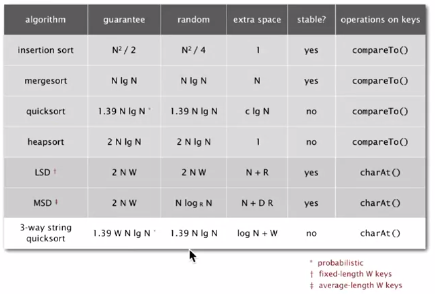 algorithm guarantee random extra space stable? operations on keys
insertion sort N² / 2 N² / 4 1 yes compareTo()
mergesort N lg N N lg N N yes compareTo()
quicksort 1.39 N lg N * 1.39 N lg N c lg N no compareTo()
heapsort 2 N lg N 2 N lg N 1 no compareTo()
LSD † 2 N W 2 N W N + R yes charAt()
MSD ‡ 2 N W N log R N N + D R yes charAt()
3-way string
quicksort 1.39 W N lg N * 1.39 N lg N log N + W no charAt()
* probabilistic
† fixed-length W keys
‡ average-length W keys